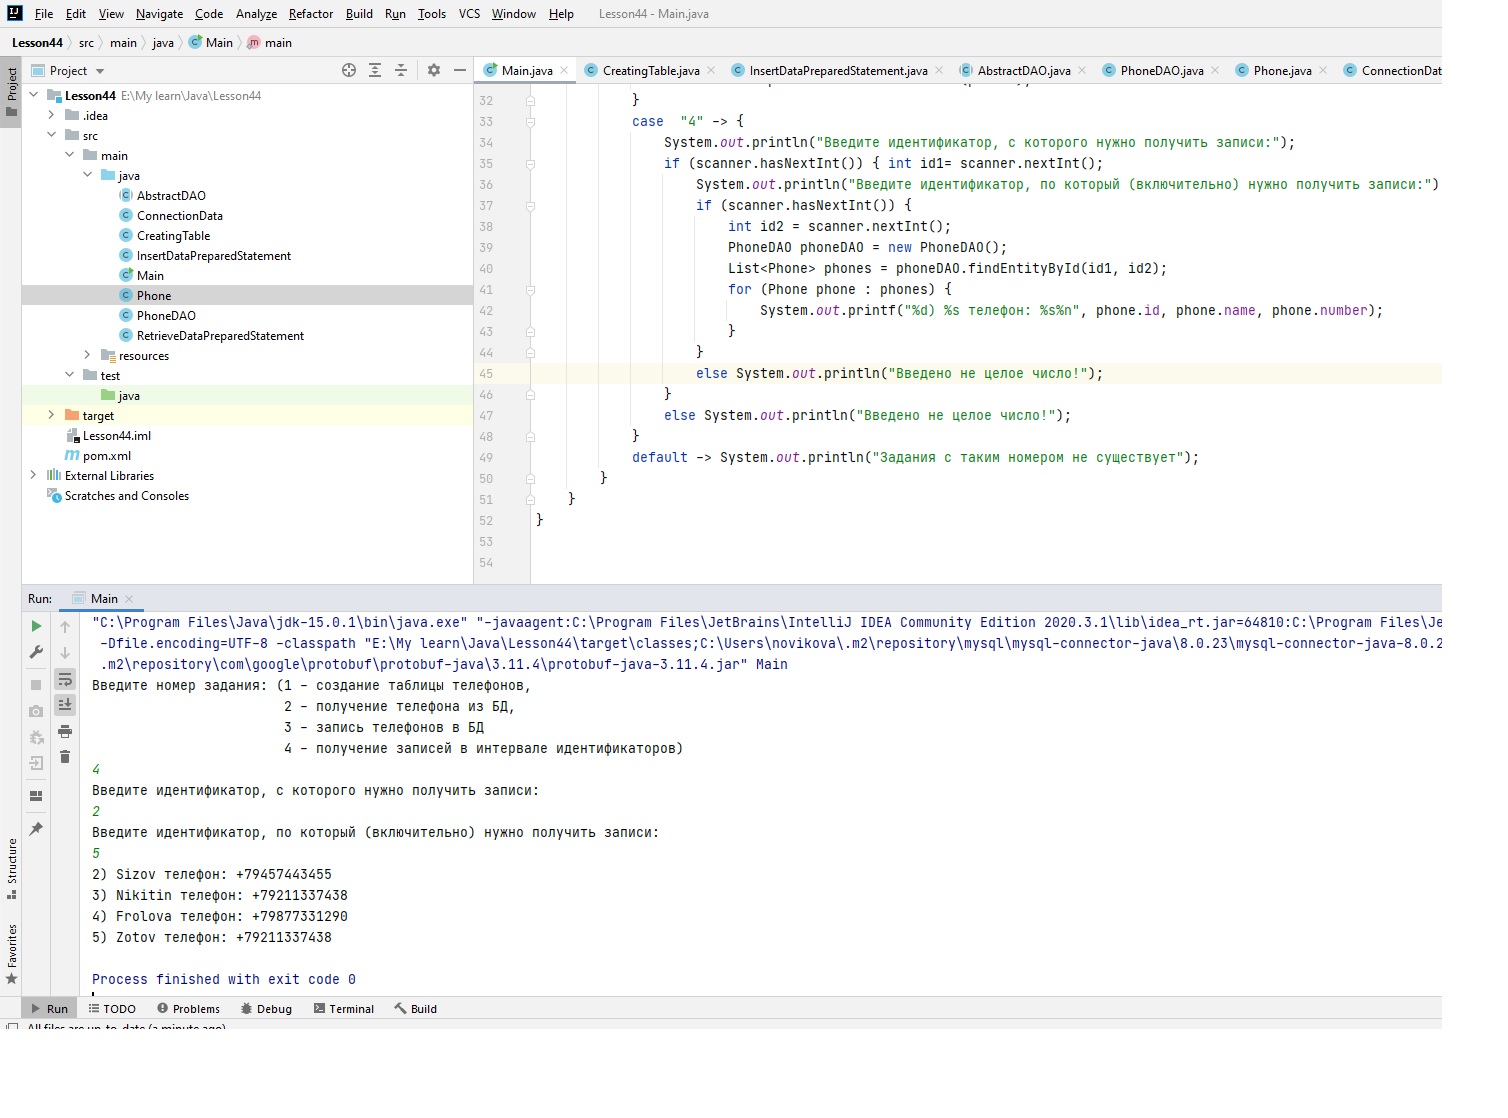 File Edit View Navigate Code Analyze Refactor Build Run Tools VCS Window Help Lesson44 - Main.java
Lesson44 src main java Main main
Project
Project
Main.java CreatingTable.java InsertDataPreparedStatement.java AbstractDAO.java PhoneDAO.java Phone.java ConnectionDat
Lesson44 E:\My learn\Java\Lesson44
.idea
src
main
java
AbstractDAO
ConnectionData
CreatingTable
InsertDataPreparedStatement
Main
Phone
PhoneDAO
RetrieveDataPreparedStatement
resources
test
java
target
Lesson44.iml
pom.xml
External Libraries
Scratches and Consoles
32 }
33 case "4" -> {
34 System.out.println("Введите идентификатор, с которого нужно получить записи:");
35 if (scanner.hasNextInt()) { int id1= scanner.nextInt();
36 System.out.println("Введите идентификатор, по который (включительно) нужно получить записи:")
37 if (scanner.hasNextInt()) {
38 int id2 = scanner.nextInt();
39 PhoneDAO phoneDAO = new PhoneDAO();
40 List<Phone> phones = phoneDAO.findEntityById(id1, id2);
41 for (Phone phone : phones) {
42 System.out.printf("%d) %s телефон: %s%n", phone.id, phone.name, phone.number);
43 }
44 }
45 else System.out.println("Введено не целое число!");
46 }
47 else System.out.println("Введено не целое число!");
48 }
49 default -> System.out.println("Задания с таким номером не существует");
50 }
51 }
52 }
53
54
Run: Main
"C:\Program Files\Java\jdk-15.0.1\bin\java.exe" "-javaagent:C:\Program Files\JetBrains\IntelliJ IDEA Community Edition 2020.3.1\lib\idea_rt.jar=64810:C:\Program Files\Je
-Dfile.encoding=UTF-8 -classpath "E:\My learn\Java\Lesson44\target\classes;C:\Users\novikova\.m2\repository\mysql\mysql-connector-java\8.0.23\mysql-connector-java-8.0.2
.m2\repository\com\google\protobuf\protobuf-java\3.11.4\protobuf-java-3.11.4.jar" Main
Введите номер задания: (1 - создание таблицы телефонов,
2 - получение телефона из БД,
3 - запись телефонов в БД
4 - получение записей в интервале идентификаторов)
4
Введите идентификатор, с которого нужно получить записи:
2
Введите идентификатор, по который (включительно) нужно получить записи:
5
2) Sizov телефон: +79457443455
3) Nikitin телефон: +79211337438
4) Frolova телефон: +79877331290
5) Zotov телефон: +79211337438
Process finished with exit code 0
Structure
Favorites
Run TODO Problems Debug Terminal Build
All files are up-to-date (a minute ago)